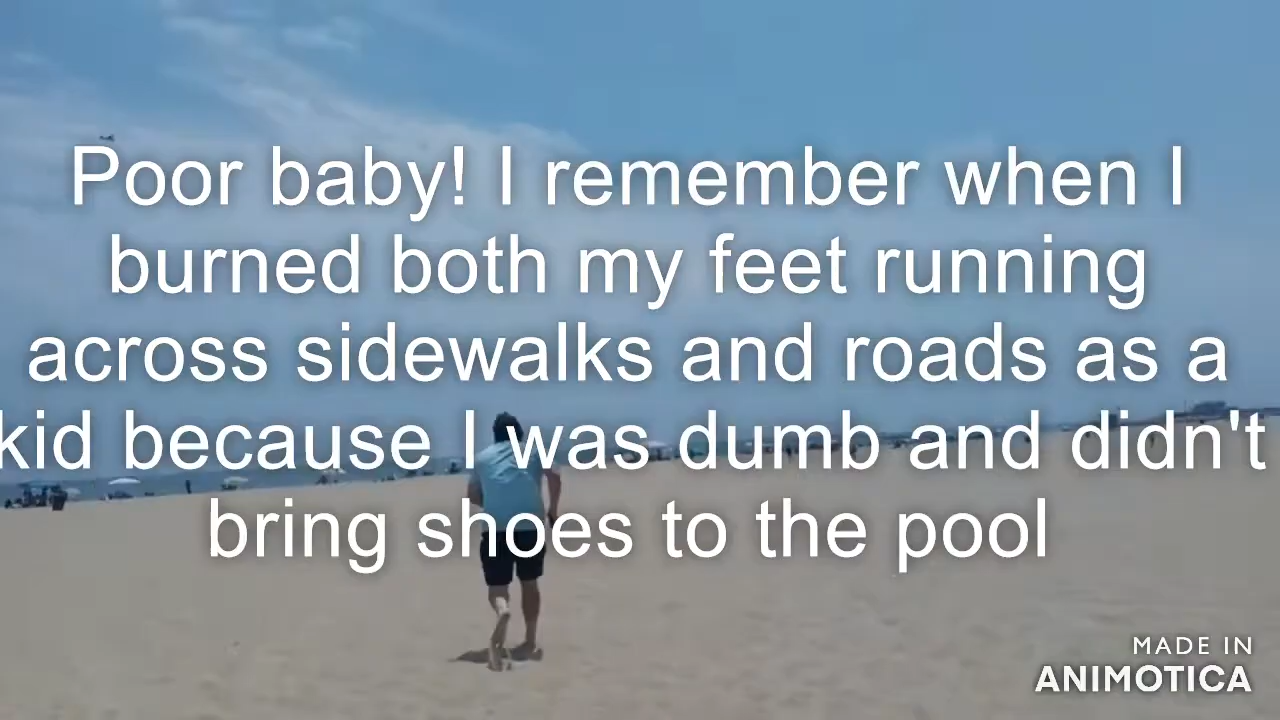 Poor baby! I remember when I
burned both my feet running
across sidewalks and roads as a
kid because I was dumb and didn't
bring shoes to the pool
MADE IN
ANIMOTICA